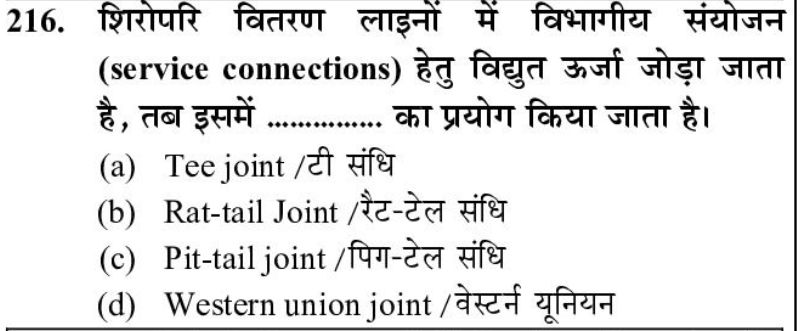 216. शिरोपरि वितरण लाइनों में विभागीय संयोजन
(service connections) हेतु विद्युत ऊर्जा जोड़ा जाता
है, तब इसमें ............... का प्रयोग किया जाता है।
(a) Tee joint /टी संधि
(b) Rat-tail Joint /रैट-टेल संधि
(c) Pit-tail joint /पिग-टेल संधि
(d) Western union joint /वेस्टर्न यूनियन